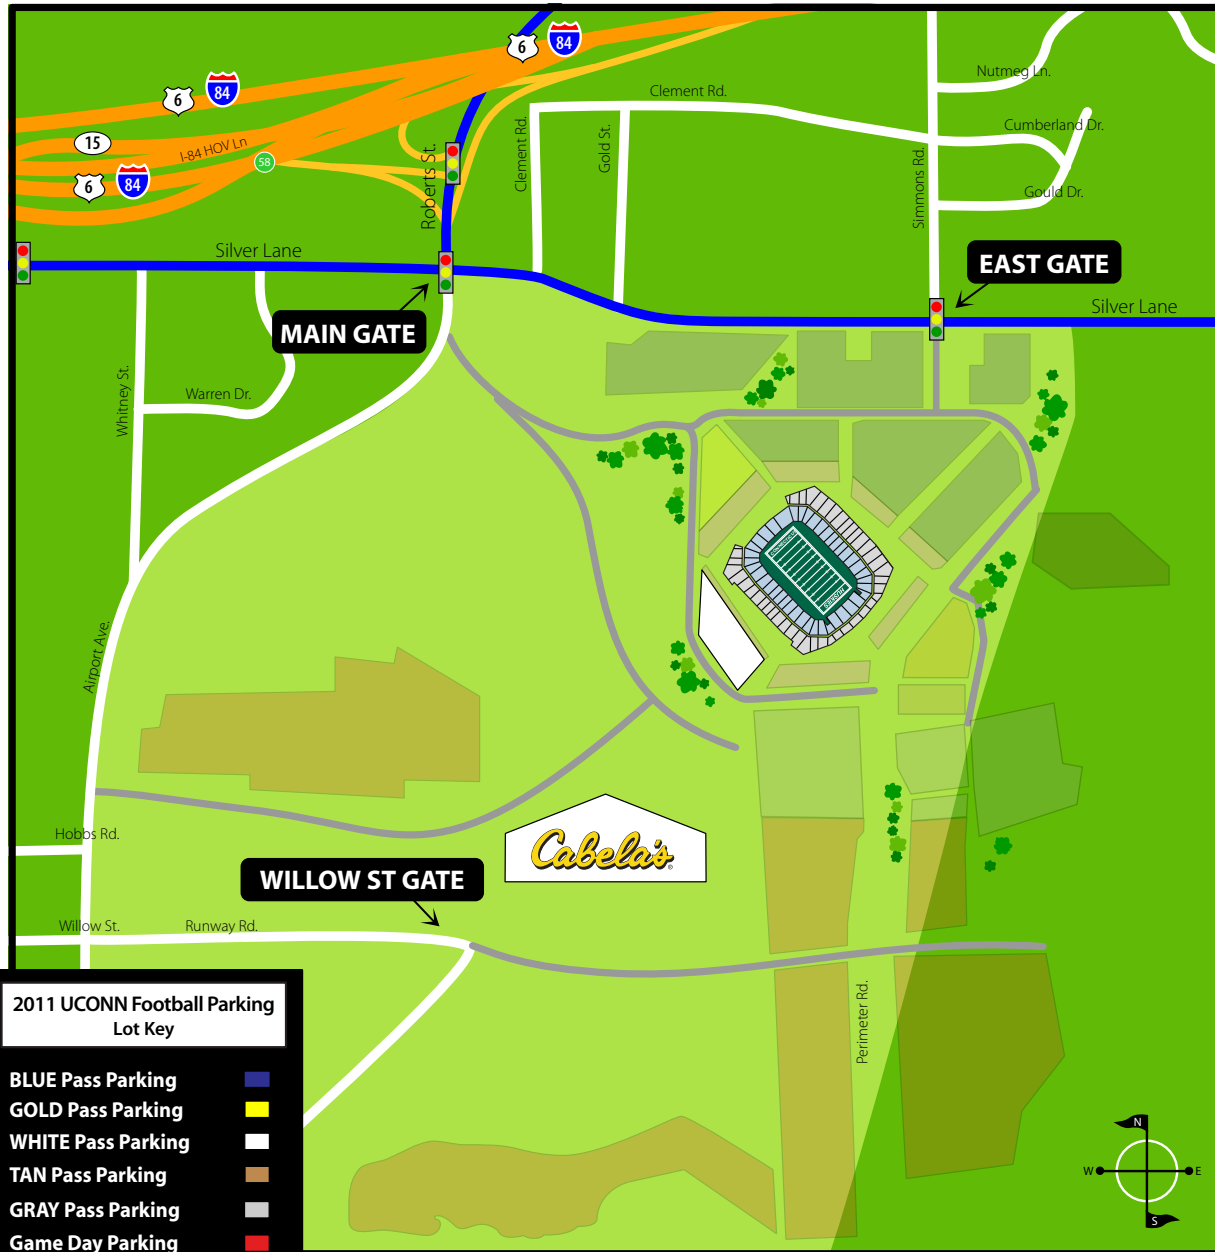 6
84
6
84
15
I-84 HOV Ln
58
6
84
Roberts St.
Clement Rd.
Clement Rd.
Gold St.
Nutmeg Ln.
Cumberland Dr.
Simmons Rd.
Gould Dr.
Silver Lane
EAST GATE
Silver Lane
MAIN GATE
Whitney St.
Warren Dr.
Airport Ave.
Hobbs Rd.
Cabela's
WILLOW ST GATE
Willow St.
Runway Rd.
Perimeter Rd.
2011 UCONN Football Parking
Lot Key
BLUE Pass Parking
GOLD Pass Parking
WHITE Pass Parking
TAN Pass Parking
GRAY Pass Parking
Game Day Parking
N
W
E
S